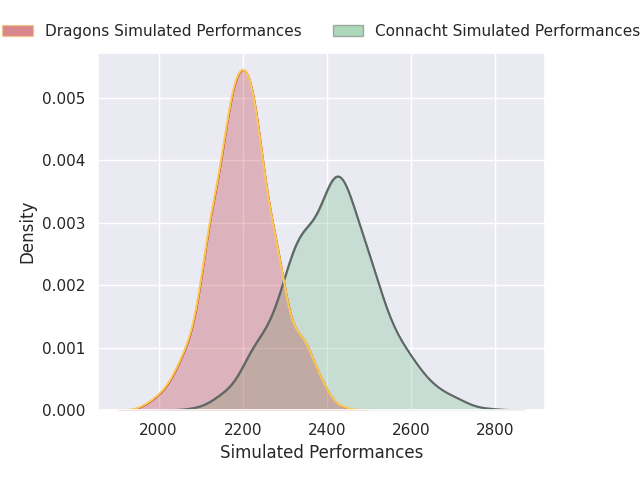 Dragons Simulated Performances
Connacht Simulated Performances
0.005
0.004
0.003
0.002
0.001
0.000
Density
2000 2200 2400 2600 2800
Simulated Performances